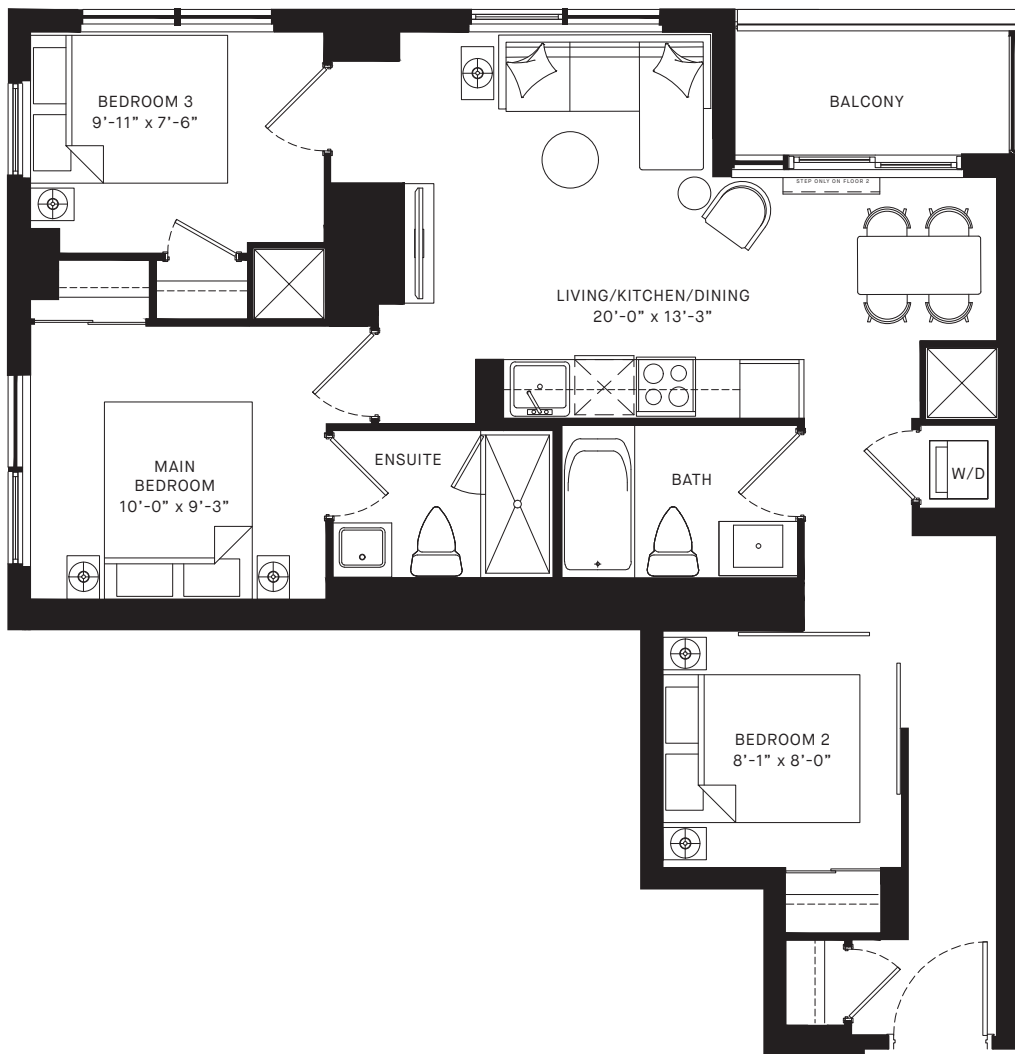 BEDROOM 3
9’-11” x 7’-6”
BALCONY
STEP ONLY ON FLOOR 2
LIVING/KITCHEN/DINING
20’-0” x 13’-3”
MAIN
BEDROOM
10’-0” x 9’-3”
ENSUITE
BATH
W/D
BEDROOM 2
8’-1” x 8’-0”